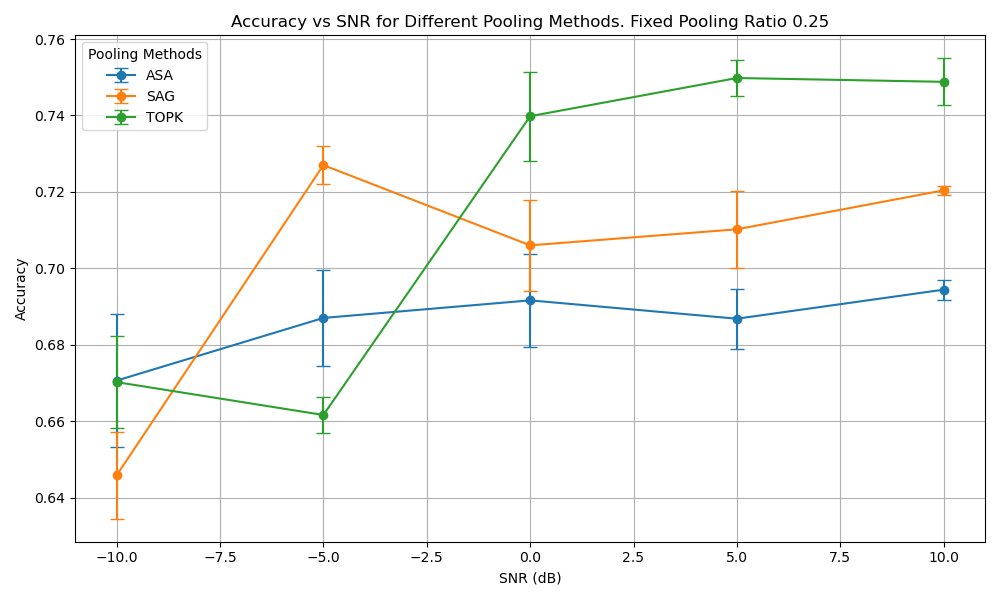 Accuracy vs SNR for Different Pooling Methods. Fixed Pooling Ratio 0.25
Pooling Methods
ASA
SAG
TOPK
0.76
0.74
0.72
0.70
0.68
0.66
0.64
Accuracy
−10.0 −7.5 −5.0 −2.5 0.0 2.5 5.0 7.5 10.0
SNR (dB)